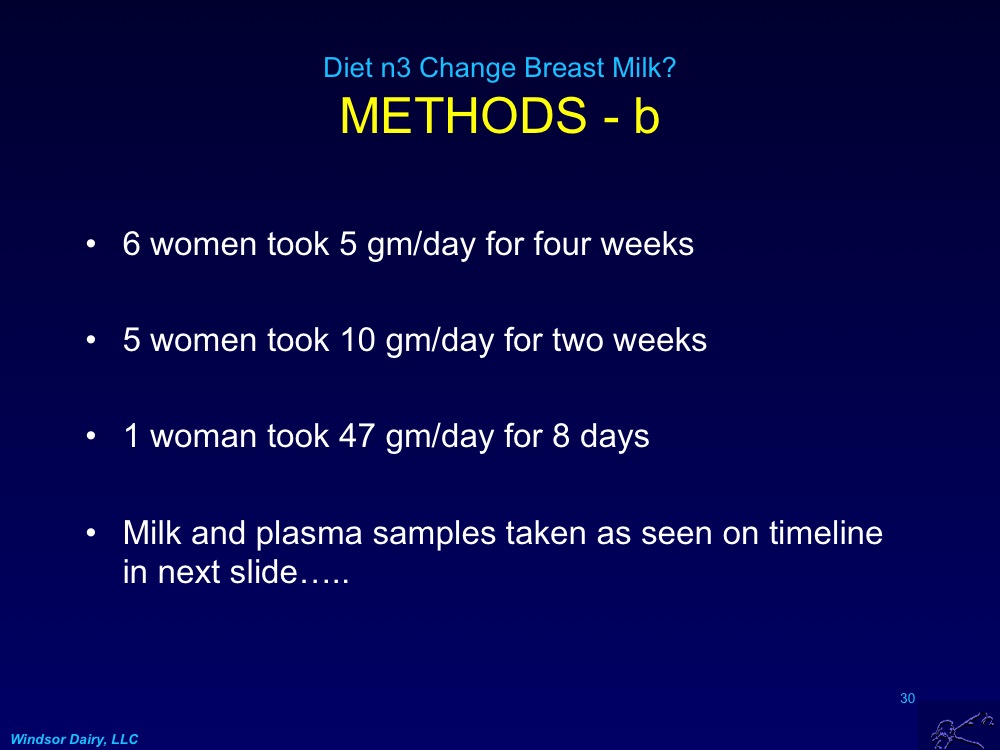 Diet n3 Change Breast Milk?
METHODS - b
• 6 women took 5 gm/day for four weeks
• 5 women took 10 gm/day for two weeks
• 1 woman took 47 gm/day for 8 days
• Milk and plasma samples taken as seen on timeline
in next slide…..
30
Windsor Dairy, LLC